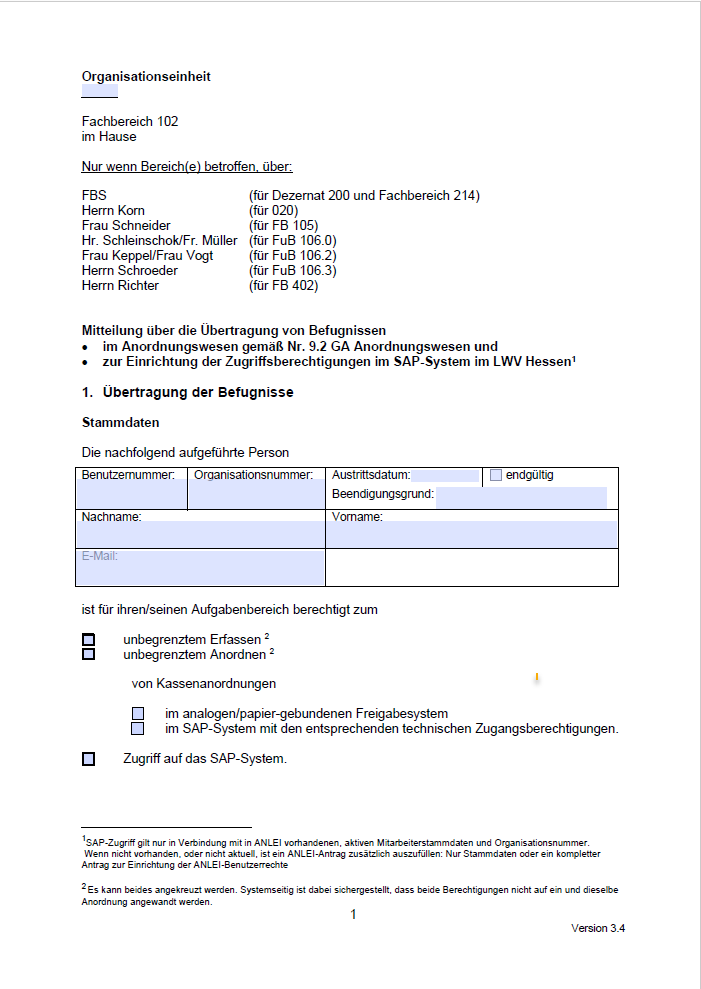 Organisationseinheit
Fachbereich 102
im Hause
Nur wenn Bereich(e) betroffen, über:
FBS (für Dezernat 200 und Fachbereich 214)
Herrn Korn (für 020)
Frau Schneider (für FB 105)
Hr. Schleinschok/Fr. Müller (für FuB 106.0)
Frau Keppel/Frau Vogt (für FuB 106.2)
Herrn Schroeder (für FuB 106.3)
Herrn Richter (für FB 402)
Mitteilung über die Übertragung von Befugnissen
• im Anordnungswesen gemäß Nr. 9.2 GA Anordnungswesen und
• zur Einrichtung der Zugriffsberechtigungen im SAP-System im LWV Hessen¹
1. Übertragung der Befugnisse
Stammdaten
Die nachfolgend aufgeführte Person
Benutzernummer: Organisationsnummer: Austrittsdatum: endgültig
Beendigungsgrund:
Nachname: Vorname:
E-Mail:
ist für ihren/seinen Aufgabenbereich berechtigt zum
unbegrenztem Erfassen ²
unbegrenztem Anordnen ²
von Kassenanordnungen
im analogen/papier-gebundenen Freigabesystem
im SAP-System mit den entsprechenden technischen Zugangsberechtigungen.
Zugriff auf das SAP-System.
¹SAP-Zugriff gilt nur in Verbindung mit in ANLEI vorhandenen, aktiven Mitarbeiterstammdaten und Organisationsnummer.
Wenn nicht vorhanden, oder nicht aktuell, ist ein ANLEI-Antrag zusätzlich auszufüllen: Nur Stammdaten oder ein kompletter
Antrag zur Einrichtung der ANLEI-Benutzerrechte
² Es kann beides angekreuzt werden. Systemseitig ist dabei sichergestellt, dass beide Berechtigungen nicht auf ein und dieselbe
Anordnung angewandt werden.
1
Version 3.4